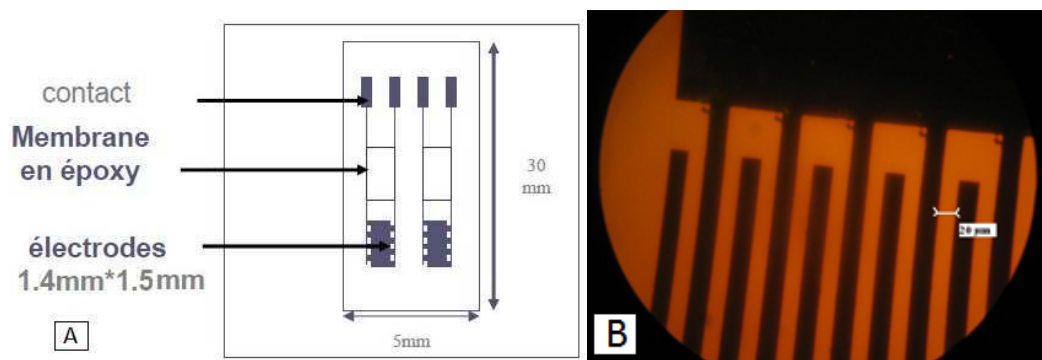 contact
Membrane
en époxy
électrodes
1.4mm*1.5mm
A
30
mm
5mm
20 µm
B